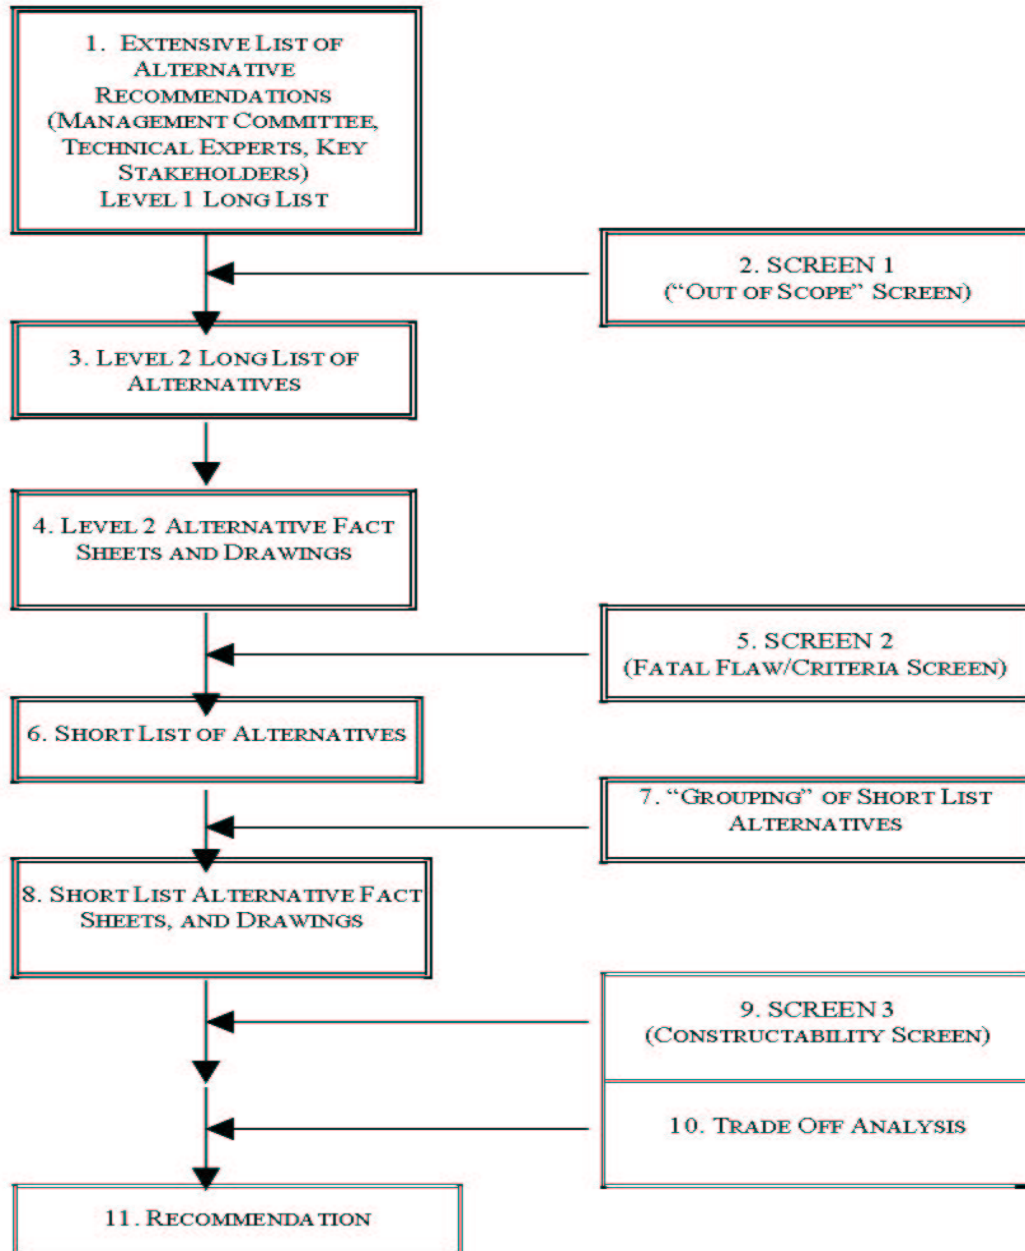 1. Extensive List of
Alternative
Recommendations
(Management Committee,
Technical Experts, Key
Stakeholders)
Level 1 Long List
2. SCREEN 1
(“Out of Scope” Screen)
3. Level 2 Long List of
Alternatives
4. Level 2 Alternative Fact
Sheets and Drawings
5. SCREEN 2
(Fatal Flaw/Criteria Screen)
6. Short List of Alternatives
7. “Grouping” of Short List
Alternatives
8. Short List Alternative Fact
Sheets, and Drawings
9. SCREEN 3
(Constructability Screen)
10. Trade Off Analysis
11. Recommendation